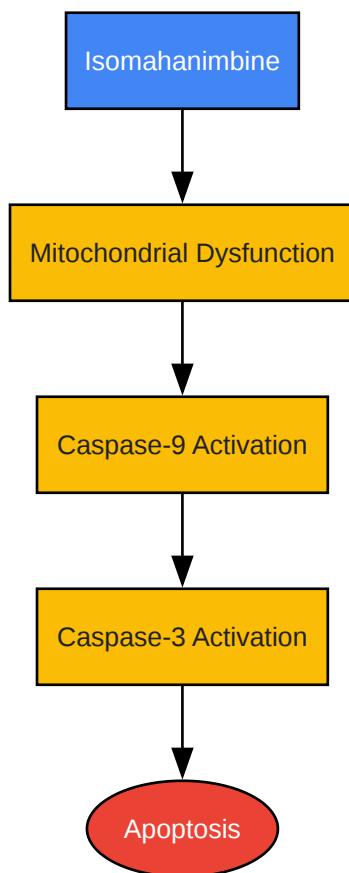 Isomahanimbine
Mitochondrial Dysfunction
Caspase-9 Activation
Caspase-3 Activation
Apoptosis